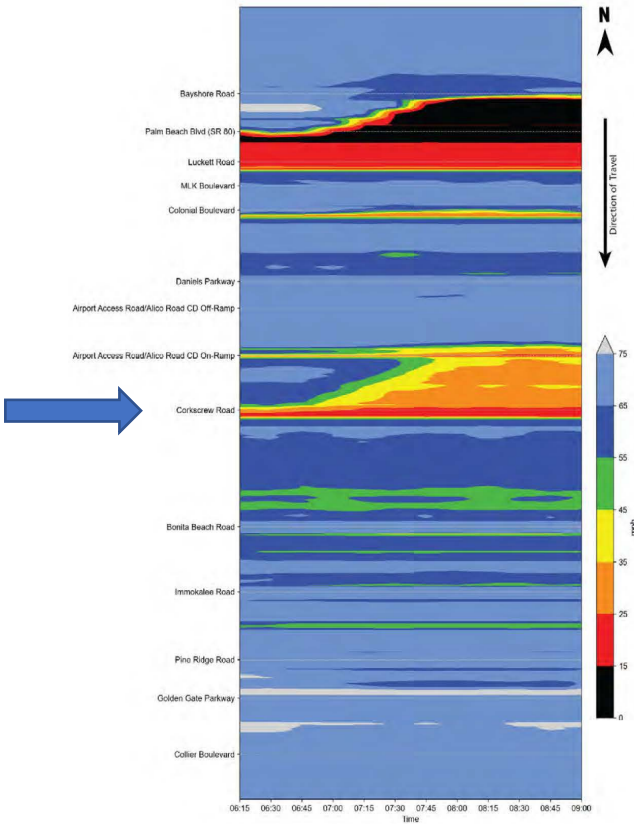 N
Direction of Travel
Bayshore Road
Palm Beach Blvd (SR 80)
Luckett Road
MLK Boulevard
Colonial Boulevard
Daniels Parkway
Airport Access Road/Alico Road CD Off-Ramp
Airport Access Road/Alico Road CD On-Ramp
Corkscrew Road
Bonita Beach Road
Immokalee Road
Pine Ridge Road
Golden Gate Parkway
Collier Boulevard
75
65
55
45
35
25
15
0
mph
06:15 06:30 06:45 07:00 07:15 07:30 07:45 08:00 08:15 08:30 08:45 09:00
Time